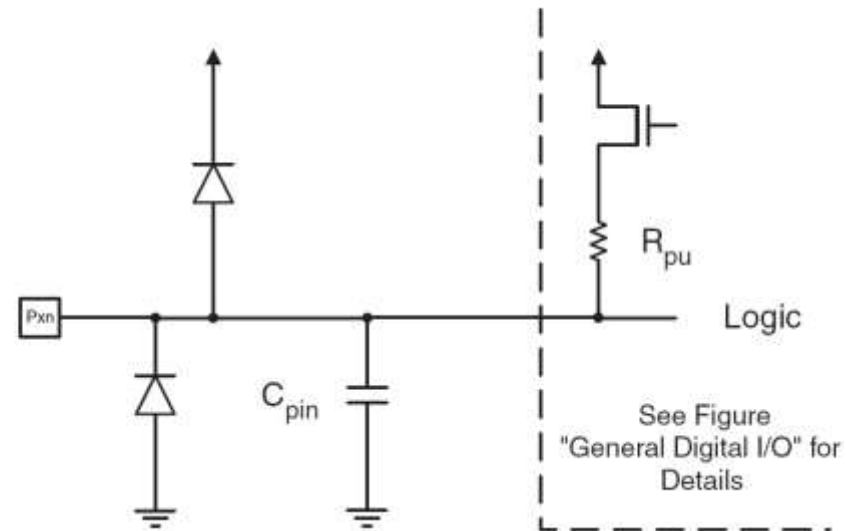 R_pu
Pxn
Logic
C_pin
See Figure
"General Digital I/O" for
Details